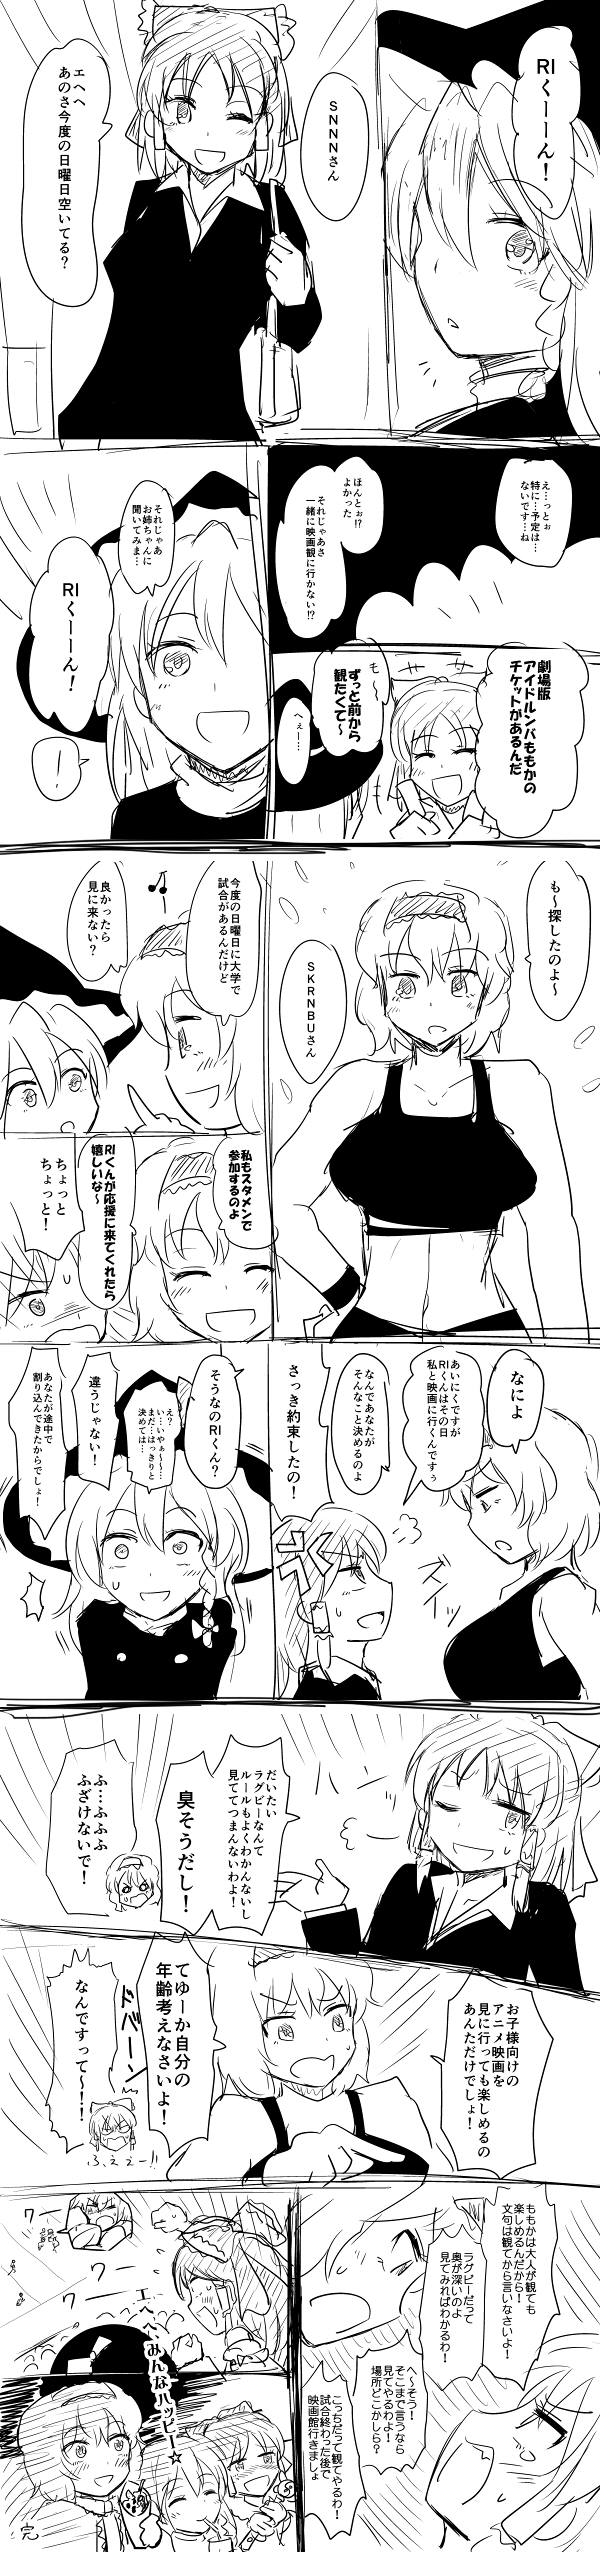 RIくーーん！
SNNNさん
エヘヘ
あのさ今度の日曜日空いてる？
え…っとぉ
特に…予定は…
ないです…ね
ほんとぉ!?
よかった
それじゃあさ
一緒に映画観に行かない!?
劇場版
アイドルンバももかの
チケットがあるんだ
も～
ずっと前から
観たくて～
へぇ……
それじゃあ
お姉ちゃんに
聞いてみま…
RIくーーん！
！
も～探したのよ～
SKRNBUさん
今度の日曜日に大学で
試合があるんだけど
良かったら
見に来ない？
私もスタメンで
参加するのよ
RIくんが応援に来てくれたら
嬉しいな～
ちょっと
ちょっと！
なによ
あいにくですが
RIくんはその日
私と映画に行くんですぅ
なんであなたが
そんなこと決めるのよ
さっき約束したの！
ズイッ
そうなのRIくん？
え？
い…いやぁ～…
まだ…はっきりと
決めては…
違うじゃない！
あなたが途中で
割り込んできたからでしょ！
だいたい
ラグビーなんて
ルールもよくわかんないし
見ててつまんないわよ！
臭そうだし！
ふ…ふふふ
ふざけないで！
お子様向けの
アニメ映画を
見に行っても楽しめるの
あんただけでしょ！
てゆーか自分の
年齢考えなさいよ！
ドバーン
なんですって～！！
ふ、ええー!!
ももかは大人が観ても
楽しめるんだから！
文句は観てから言いなさいよ！
ラグビーだって
奥が深いのよ
見てみればわかるわ！
へ～そう！
そこまで言うなら
見てやるわよ！
場所どこかしら？
こっちだって観てやるわ！
試合終わった後で
映画館行きましょ
ワー
ワー
エヘヘみんなハッピー☆
完